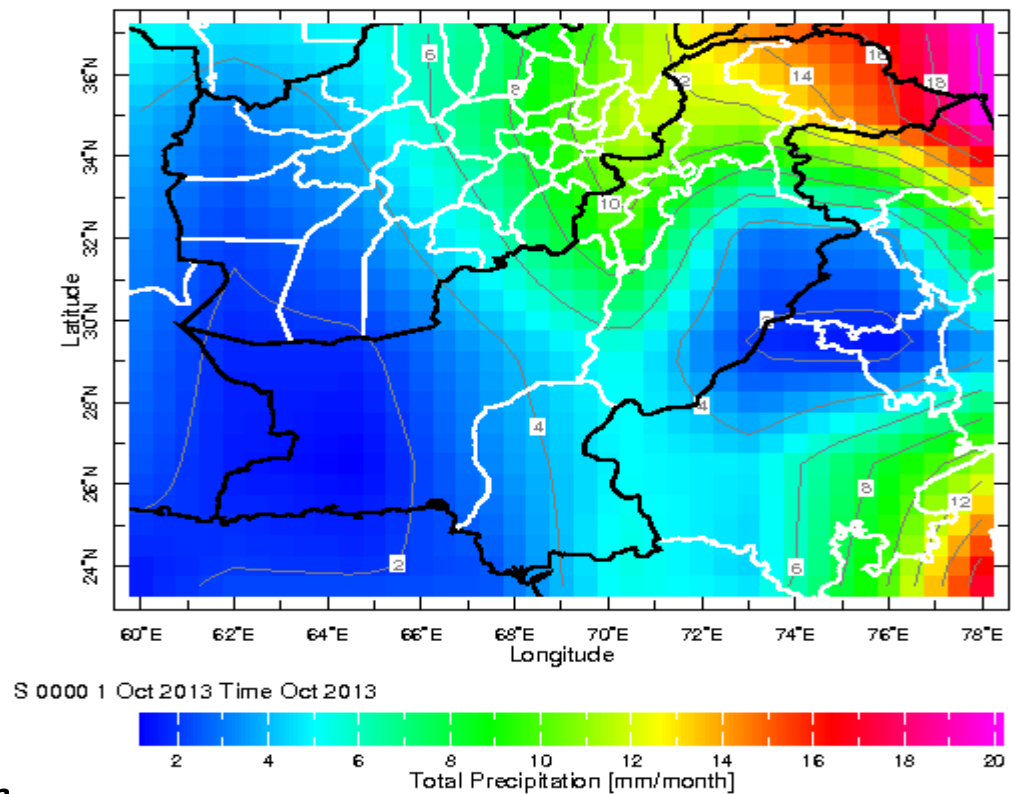 6
8
16
18
14
8
10
2
4
4
8
12
6
2
36°N
34°N
32°N
30°N
28°N
26°N
24°N
Latitude
60°E 62°E 64°E 66°E 68°E 70°E 72°E 74°E 76°E 78°E
Longitude
S 0000 1 Oct 2013 Time Oct 2013
2 4 6 8 10 12 14 16 18 20
Total Precipitation [mm/month]